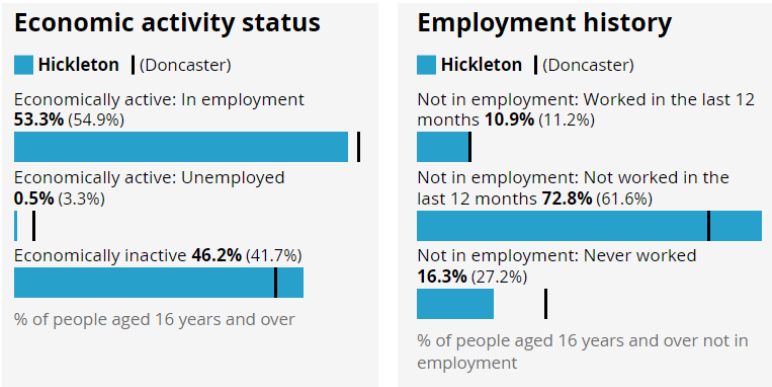 Economic activity status
Hickleton (Doncaster)
Economically active: In employment
53.3% (54.9%)
Economically active: Unemployed
0.5% (3.3%)
Economically inactive 46.2% (41.7%)
% of people aged 16 years and over
Employment history
Hickleton (Doncaster)
Not in employment: Worked in the last 12
months 10.9% (11.2%)
Not in employment: Not worked in the
last 12 months 72.8% (61.6%)
Not in employment: Never worked
16.3% (27.2%)
% of people aged 16 years and over not in
employment